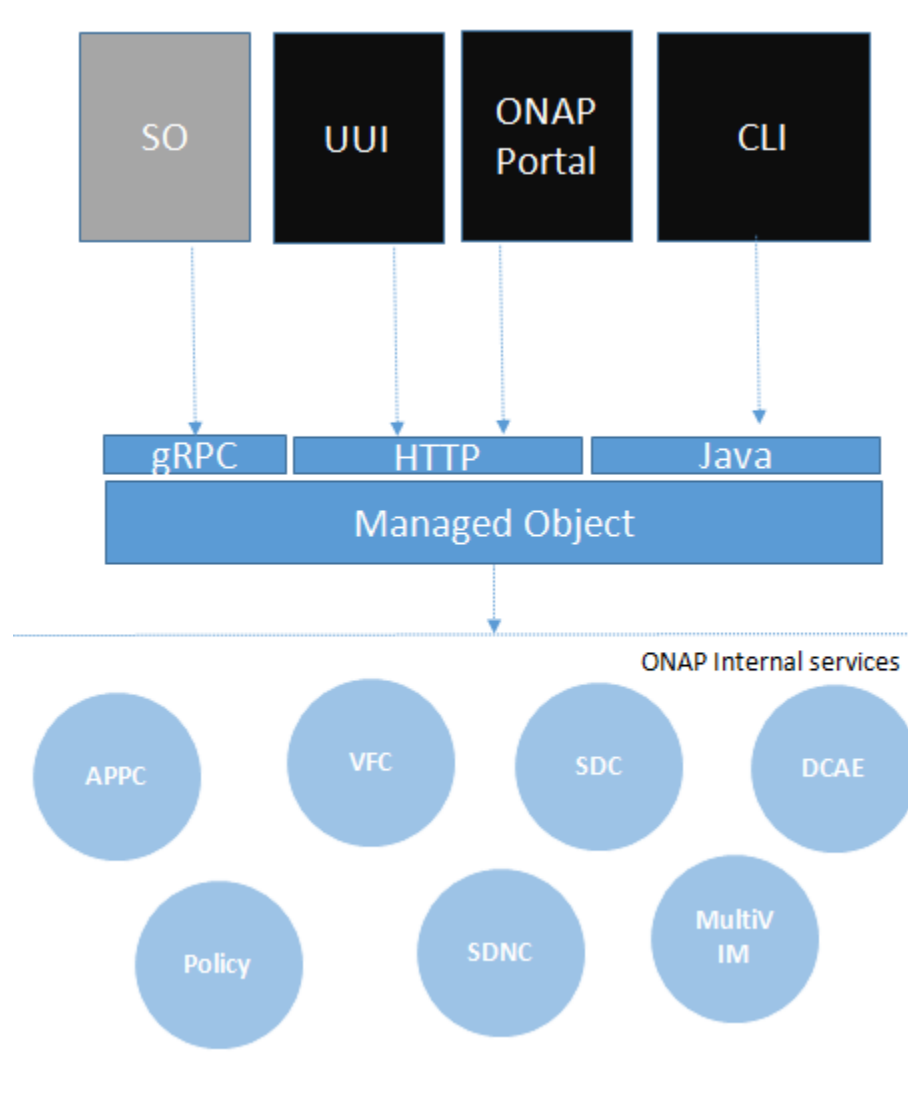 SO
UUI
ONAP
Portal
CLI
gRPC
HTTP
Java
Managed Object
ONAP Internal services
APPC
VFC
SDC
DCAE
Policy
SDNC
MultiV
IM